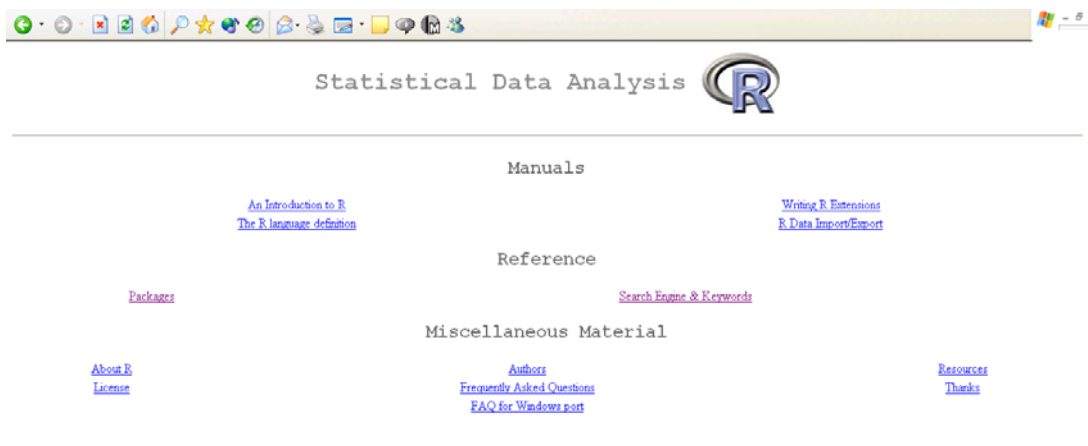 Statistical Data Analysis R
Manuals
An Introduction to R Writing R Extensions
The R language definition R Data Import/Export
Reference
Packages Search Engine & Keywords
Miscellaneous Material
About R Authors Resources
License Frequently Asked Questions Thanks
FAQ for Windows port